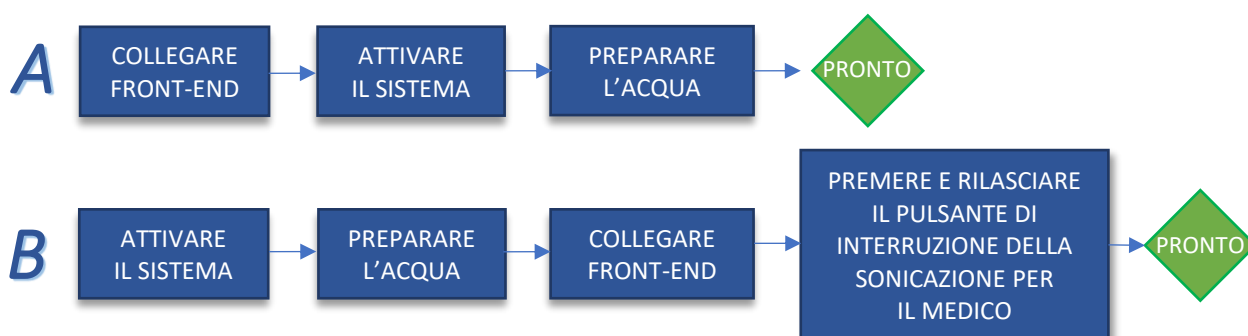 A
COLLEGARE
FRONT-END
ATTIVARE
IL SISTEMA
PREPARARE
L’ACQUA
PRONTO
B
ATTIVARE
IL SISTEMA
PREPARARE
L’ACQUA
COLLEGARE
FRONT-END
PREMERE E RILASCIARE
IL PULSANTE DI
INTERRUZIONE DELLA
SONICAZIONE PER
IL MEDICO
PRONTO